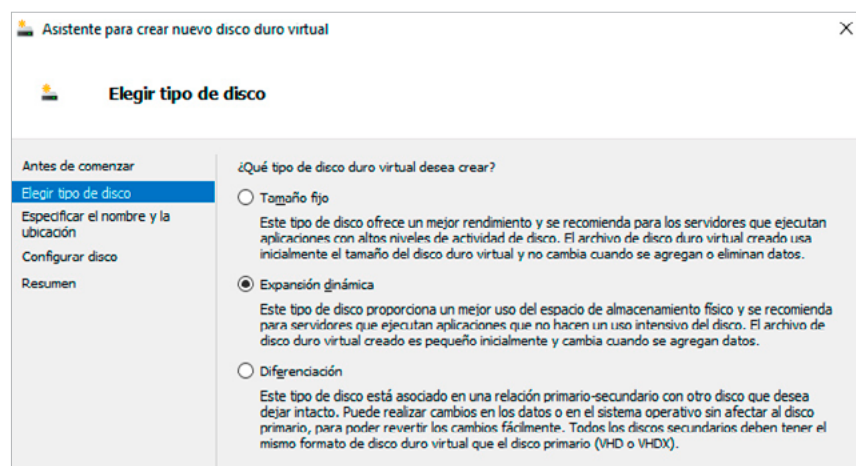 Asistente para crear nuevo disco duro virtual
Elegir tipo de disco
Antes de comenzar
Elegir tipo de disco
Especificar el nombre y la
ubicación
Configurar disco
Resumen
¿Qué tipo de disco duro virtual desea crear?
Tamaño fijo
Este tipo de disco ofrece un mejor rendimiento y se recomienda para los servidores que ejecutan
aplicaciones con altos niveles de actividad de disco. El archivo de disco duro virtual creado usa
inicialmente el tamaño del disco duro virtual y no cambia cuando se agregan o eliminan datos.
Expansión dinámica
Este tipo de disco proporciona un mejor uso del espacio de almacenamiento físico y se recomienda
para servidores que ejecutan aplicaciones que no hacen un uso intensivo del disco. El archivo de
disco duro virtual creado es pequeño inicialmente y cambia cuando se agregan datos.
Diferenciación
Este tipo de disco está asociado en una relación primario-secundario con otro disco que desea
dejar intacto. Puede realizar cambios en los datos o en el sistema operativo sin afectar al disco
primario, para poder revertir los cambios fácilmente. Todos los discos secundarios deben tener el
mismo formato de disco duro virtual que el disco primario (VHD o VHDX).